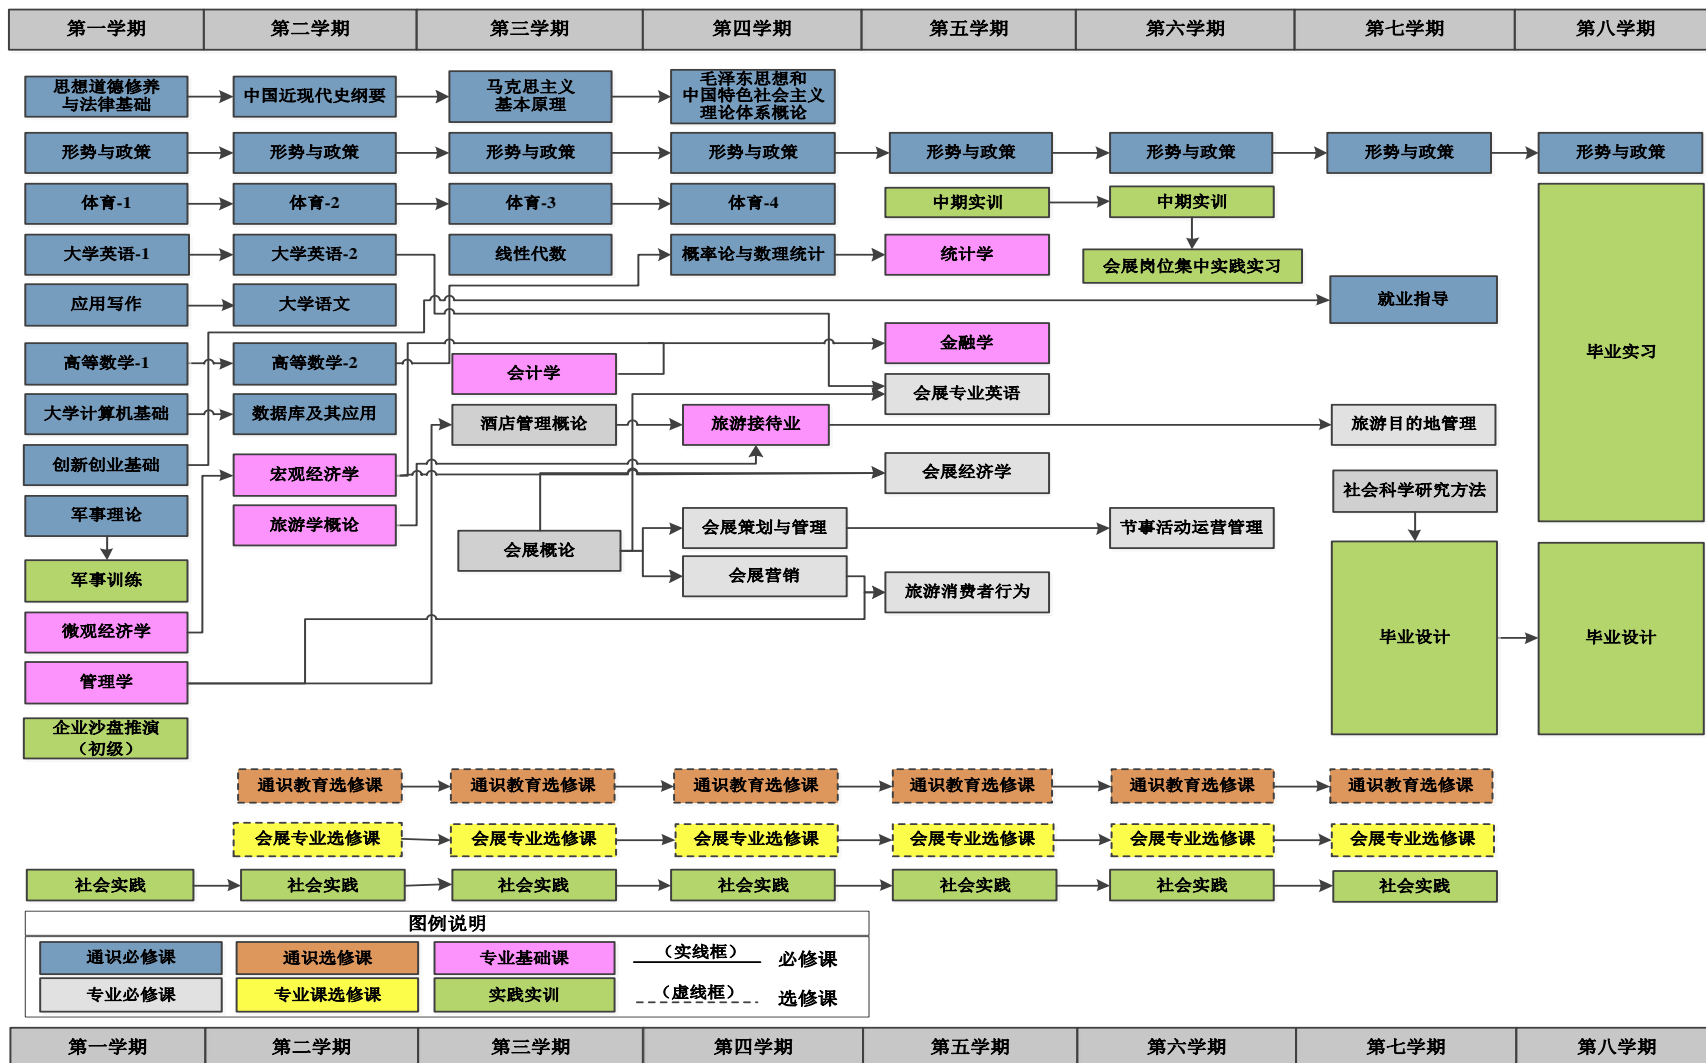 第一学期 第二学期 第三学期 第四学期 第五学期 第六学期 第七学期 第八学期
思想道德修养
与法律基础
中国近现代史纲要
马克思主义
基本原理
毛泽东思想和
中国特色社会主义
理论体系概论
形势与政策 形势与政策 形势与政策 形势与政策 形势与政策 形势与政策 形势与政策 形势与政策
体育-1 体育-2 体育-3 体育-4 中期实训 中期实训
大学英语-1 大学英语-2 线性代数 概率论与数理统计 统计学 会展岗位集中实践实习
应用写作 大学语文 就业指导
高等数学-1 高等数学-2 会计学 金融学 毕业实习
大学计算机基础 数据库及其应用 酒店管理概论 旅游接待业 会展专业英语 旅游目的地管理
创新创业基础 宏观经济学 会展经济学 社会科学研究方法
军事理论 旅游学概论 会展概论 会展策划与管理 节事活动运营管理
军事训练 会展营销 旅游消费者行为
微观经济学 毕业设计 毕业设计
管理学
企业沙盘推演
（初级）
通识教育选修课 通识教育选修课 通识教育选修课 通识教育选修课 通识教育选修课 通识教育选修课
会展专业选修课 会展专业选修课 会展专业选修课 会展专业选修课 会展专业选修课 会展专业选修课
社会实践 社会实践 社会实践 社会实践 社会实践 社会实践 社会实践
图例说明
通识必修课 通识选修课 专业基础课 （实线框） 必修课
专业必修课 专业课选修课 实践实训 （虚线框） 选修课
第一学期 第二学期 第三学期 第四学期 第五学期 第六学期 第七学期 第八学期